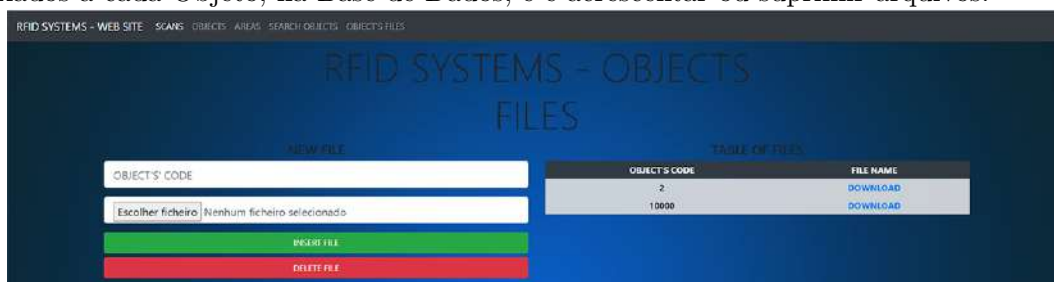 cada Objeto, na Base de Dados, e
acrescentar ou suprimir arquivos.
RFID SYSTEMS - WEB SITE SCANS OBJECTS AREAS SEARCH OBJECTS OBJECT'S FILES
RFID SYSTEMS - OBJECTS
FILES
NEW FILE
OBJECT'S' CODE
Escolher ficheiro Nenhum ficheiro selecionado
INSERT FILE
DELETE FILE
TABLE OF FILES
OBJECT'S CODE FILE NAME
2 DOWNLOAD
10000 DOWNLOAD